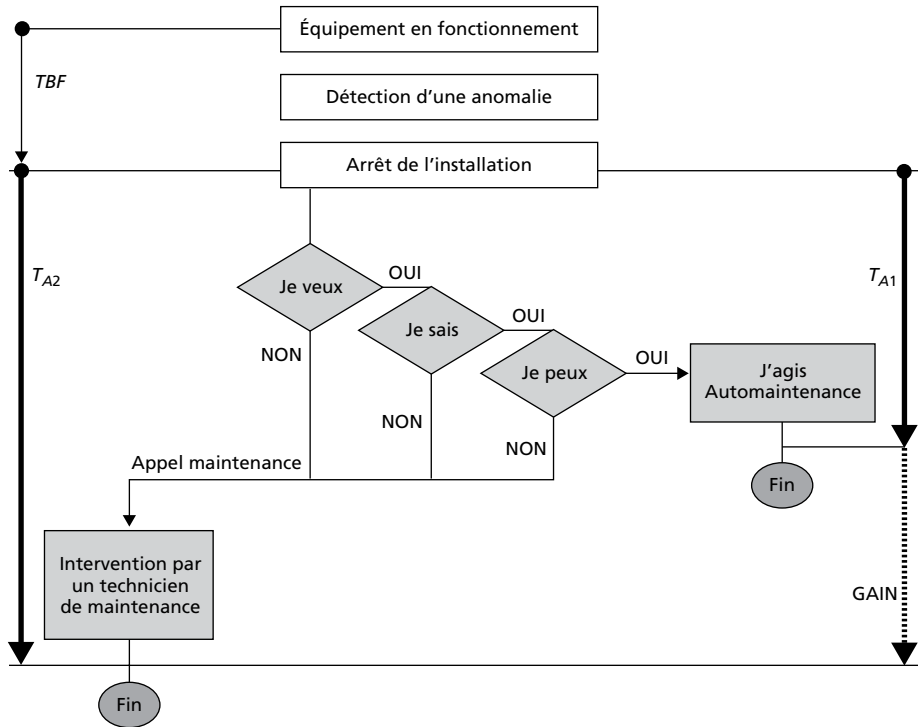 Équipement en fonctionnement
TBF
Détection d'une anomalie
Arrêt de l'installation
TA2
TA1
Je veux
OUI
Je sais
OUI
NON
Je peux
OUI
J'agis
Automaintenance
NON
NON
Appel maintenance
Fin
Intervention par
un technicien
de maintenance
GAIN
Fin